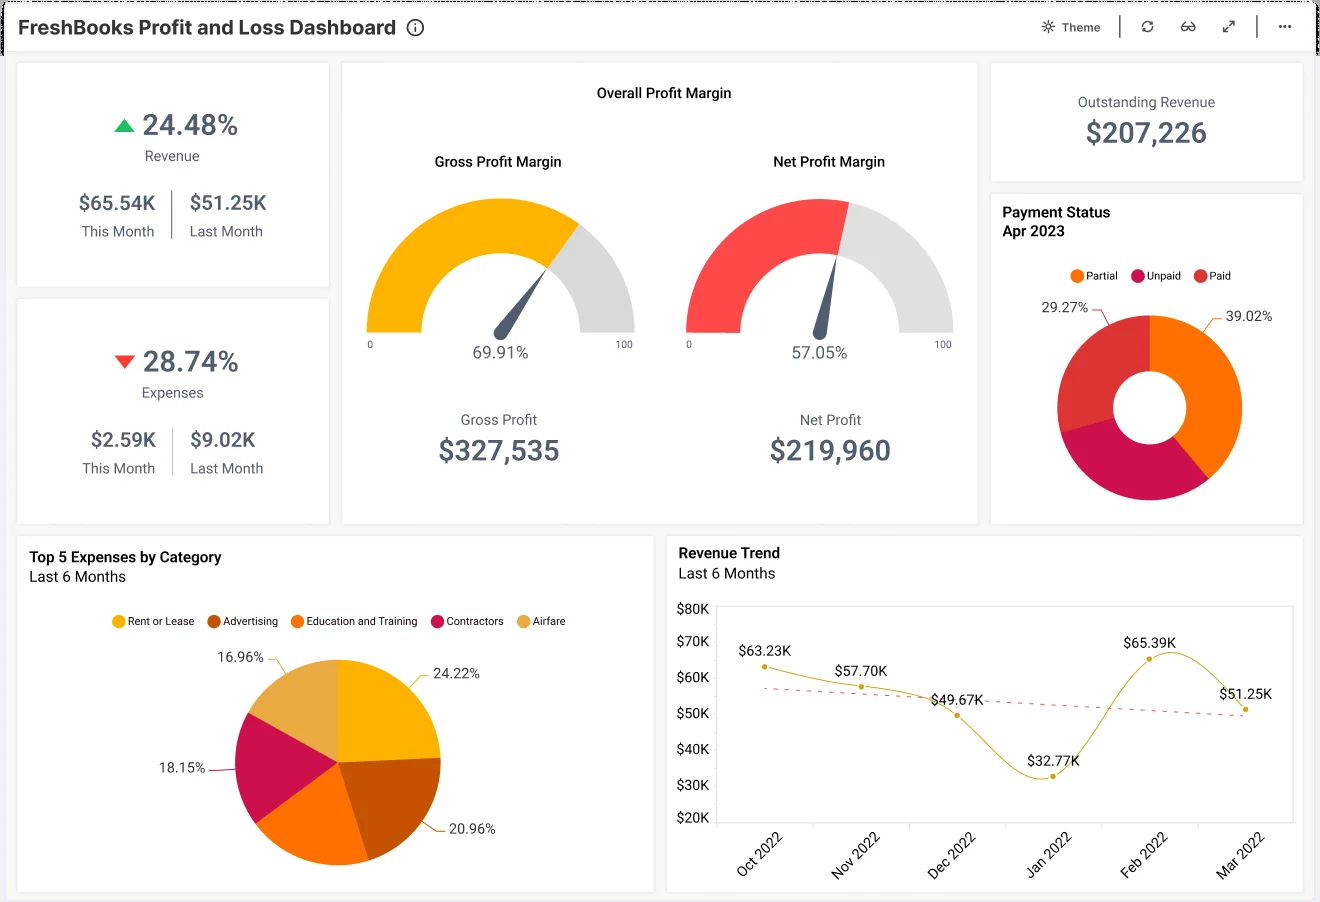 FreshBooks Profit and Loss Dashboard
Theme
24.48%
Revenue
$65.54K
$51.25K
This Month
Last Month
28.74%
Expenses
$2.59K
$9.02K
This Month
Last Month
Overall Profit Margin
Gross Profit Margin
0
100
69.91%
Gross Profit
$327,535
Net Profit Margin
0
100
57.05%
Net Profit
$219,960
Outstanding Revenue
$207,226
Payment Status
Apr 2023
Partial
Unpaid
Paid
29.27%
39.02%
Top 5 Expenses by Category
Last 6 Months
Rent or Lease
Advertising
Education and Training
Contractors
Airfare
16.96%
24.22%
18.15%
20.96%
Revenue Trend
Last 6 Months
$80K
$70K
$60K
$50K
$40K
$30K
$20K
$63.23K
$57.70K
$49.67K
$32.77K
$65.39K
$51.25K
Oct 2022
Nov 2022
Dec 2022
Jan 2022
Feb 2022
Mar 2022